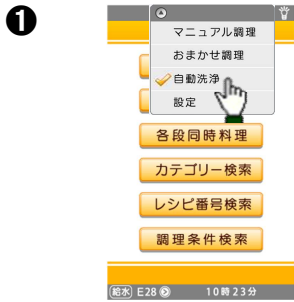 ❶
マニュアル調理
おまかせ調理
自動洗浄
設定
各段同時料理
カテゴリー検索
レシピ番号検索
調理条件検索
給水 E28 10時23分